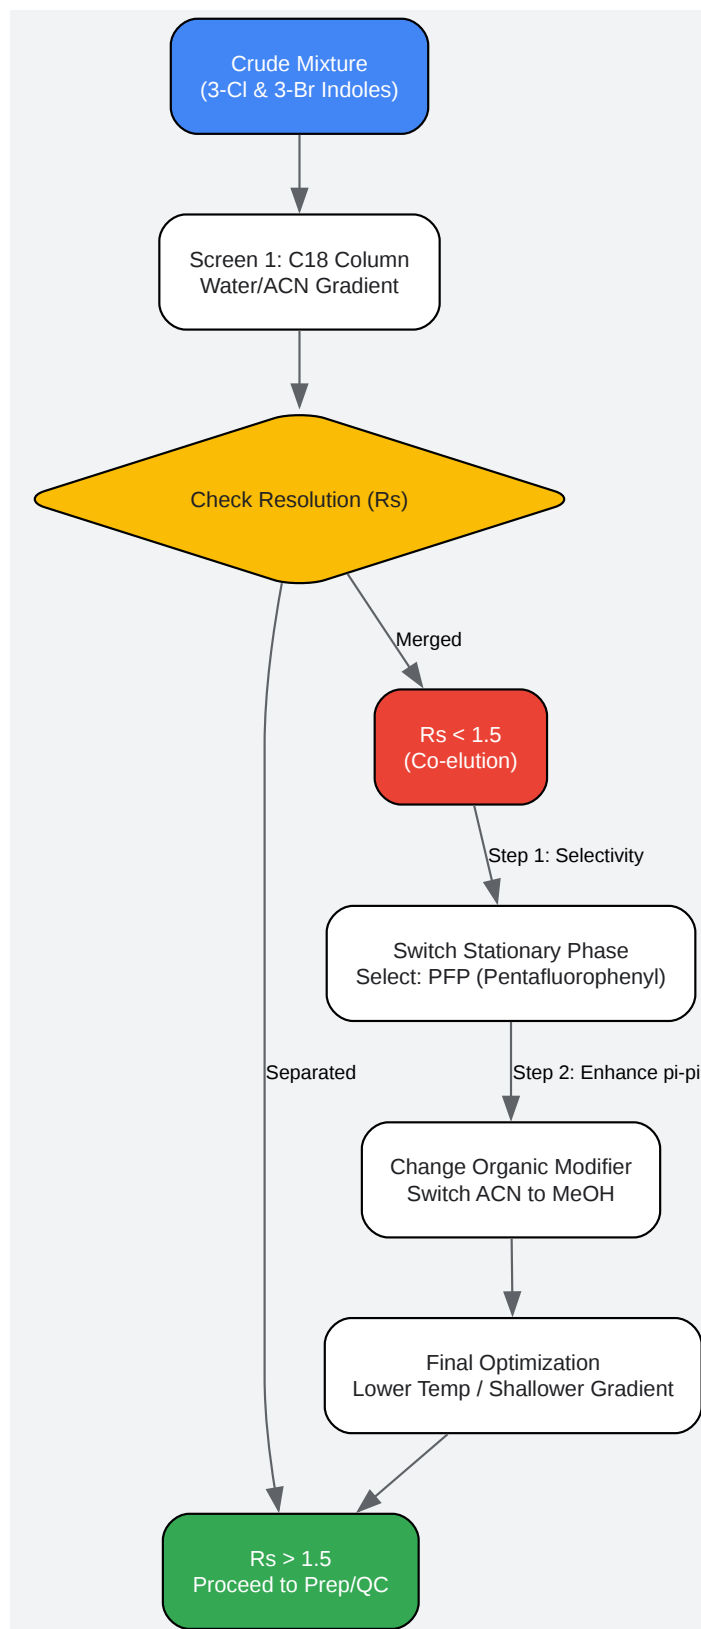 Crude Mixture
(3-Cl & 3-Br Indoles)
Screen 1: C18 Column
Water/ACN Gradient
Check Resolution (Rs)
Merged
Rs < 1.5
(Co-elution)
Step 1: Selectivity
Switch Stationary Phase
Select: PFP (Pentafluorophenyl)
Separated
Step 2: Enhance pi-pi
Change Organic Modifier
Switch ACN to MeOH
Final Optimization
Lower Temp / Shallower Gradient
Rs > 1.5
Proceed to Prep/QC